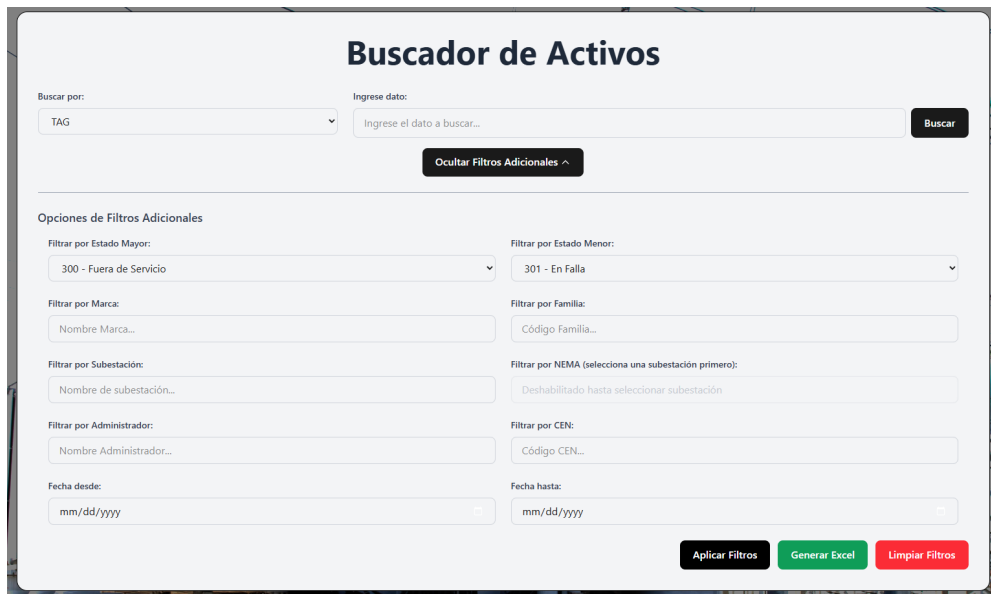 Buscador de Activos
Buscar por:
Ingrese dato:
TAG
Ingrese el dato a buscar...
Buscar
Ocultar Filtros Adicionales
Opciones de Filtros Adicionales
Filtrar por Estado Mayor:
Filtrar por Estado Menor:
300 - Fuera de Servicio
301 - En Falla
Filtrar por Marca:
Filtrar por Familia:
Nombre Marca...
Código Familia...
Filtrar por Subestación:
Filtrar por NEMA (selecciona una subestación primero):
Nombre de subestación...
Deshabilitado hasta seleccionar subestación
Filtrar por Administrador:
Filtrar por CEN:
Nombre Administrador...
Código CEN...
Fecha desde:
Fecha hasta:
mm/dd/yyyy
mm/dd/yyyy
Aplicar Filtros
Generar Excel
Limpiar Filtros